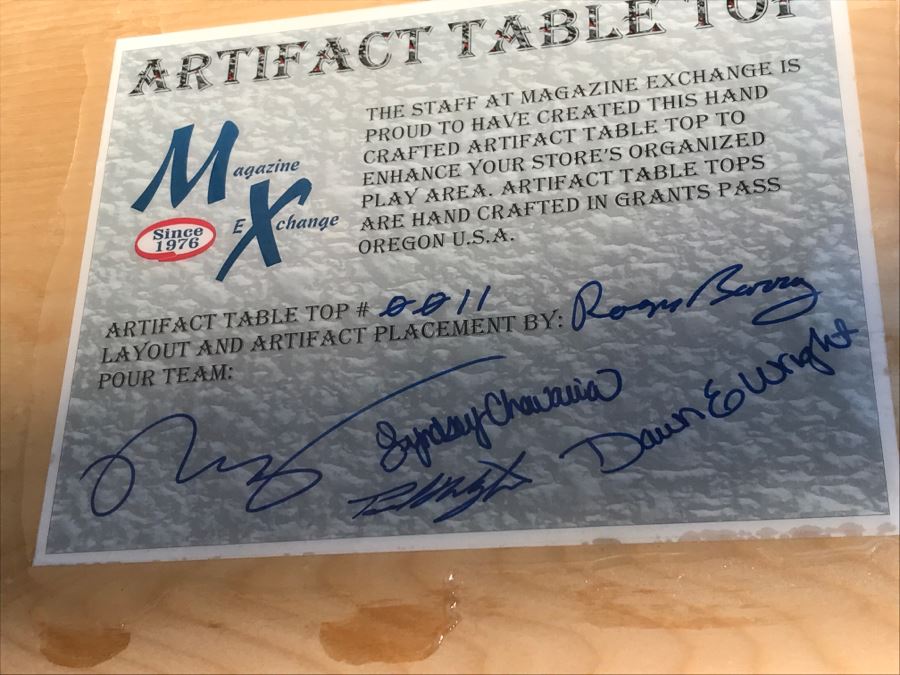 ARTIFACT TABLE TOP
Magazine
EXchange
Since
1976
THE STAFF AT MAGAZINE EXCHANGE IS
PROUD TO HAVE CREATED THIS HAND
CRAFTED ARTIFACT TABLE TOP TO
ENHANCE YOUR STORE'S ORGANIZED
PLAY AREA. ARTIFACT TABLE TOPS
ARE HAND CRAFTED IN GRANTS PASS
OREGON U.S.A.
ARTIFACT TABLE TOP # 0011
LAYOUT AND ARTIFACT PLACEMENT BY: Roger
POUR TEAM:
Lyndsay Chavarria
Dawn E Wright